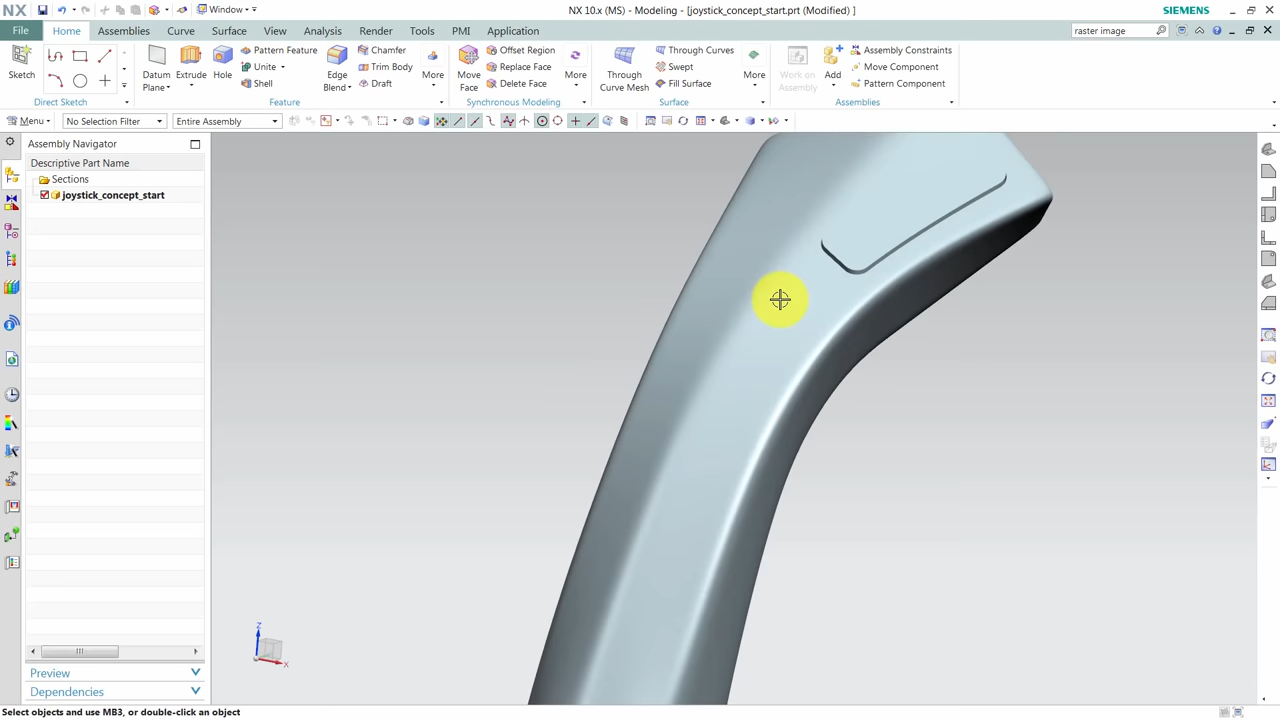 NX
Window
NX 10.x (MS) - Modeling - [joystick_concept_start.prt (Modified) ]
SIEMENS
File
Home
Assemblies
Curve
Surface
View
Analysis
Render
Tools
PMI
Application
raster image
Sketch
Direct Sketch
Datum Plane
Extrude
Hole
Pattern Feature
Unite
Shell
Edge Blend
Chamfer
Trim Body
Draft
More
Feature
Move Face
Offset Region
Replace Face
Delete Face
More
Synchronous Modeling
Through Curve Mesh
Through Curves
Swept
Fill Surface
More
Surface
Work on Assembly
Add
Assembly Constraints
Move Component
Pattern Component
Assemblies
Menu
No Selection Filter
Entire Assembly
Assembly Navigator
Descriptive Part Name
Sections
joystick_concept_start
Z
X
Preview
Dependencies
Select objects and use MB3, or double-click an object